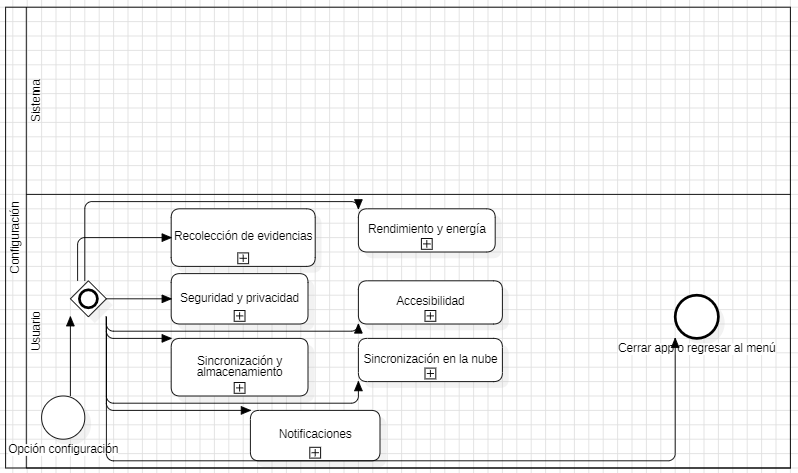 Configuración
Sistema
Usuario
Recolección de evidencias
Rendimiento y energía
Seguridad y privacidad
Accesibilidad
Sincronización y
almacenamiento
Sincronización en la nube
Notificaciones
Opción configuración
Cerrar app o regresar al menú